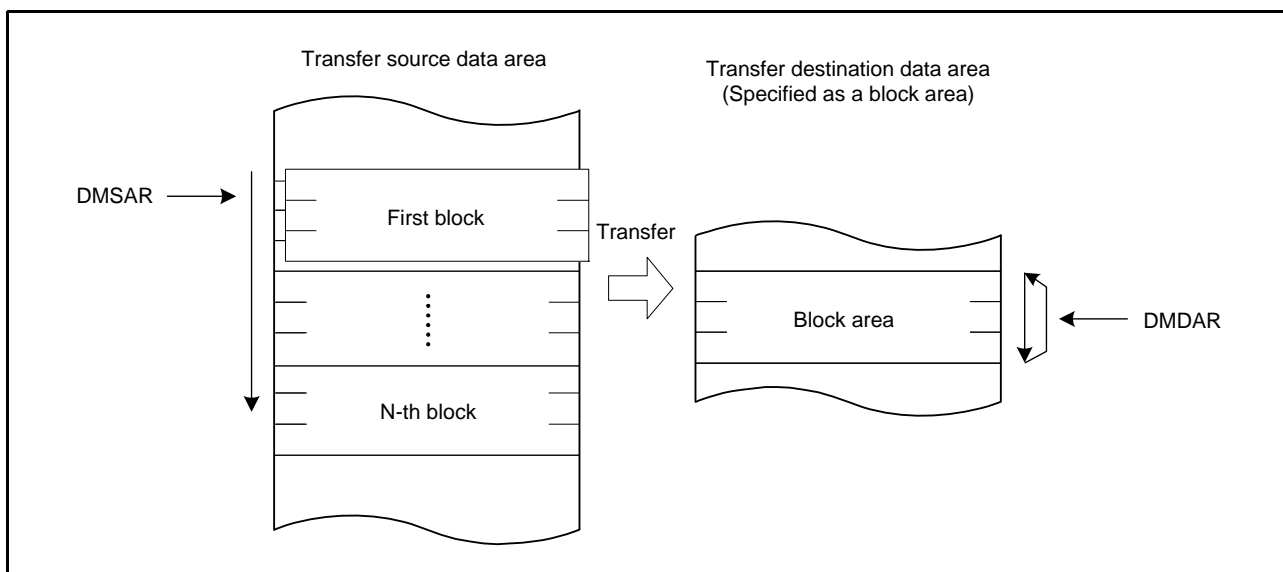 Transfer source data area
Transfer destination data area
(Specified as a block area)
DMSAR
First block
Transfer
Block area
DMDAR
N-th block